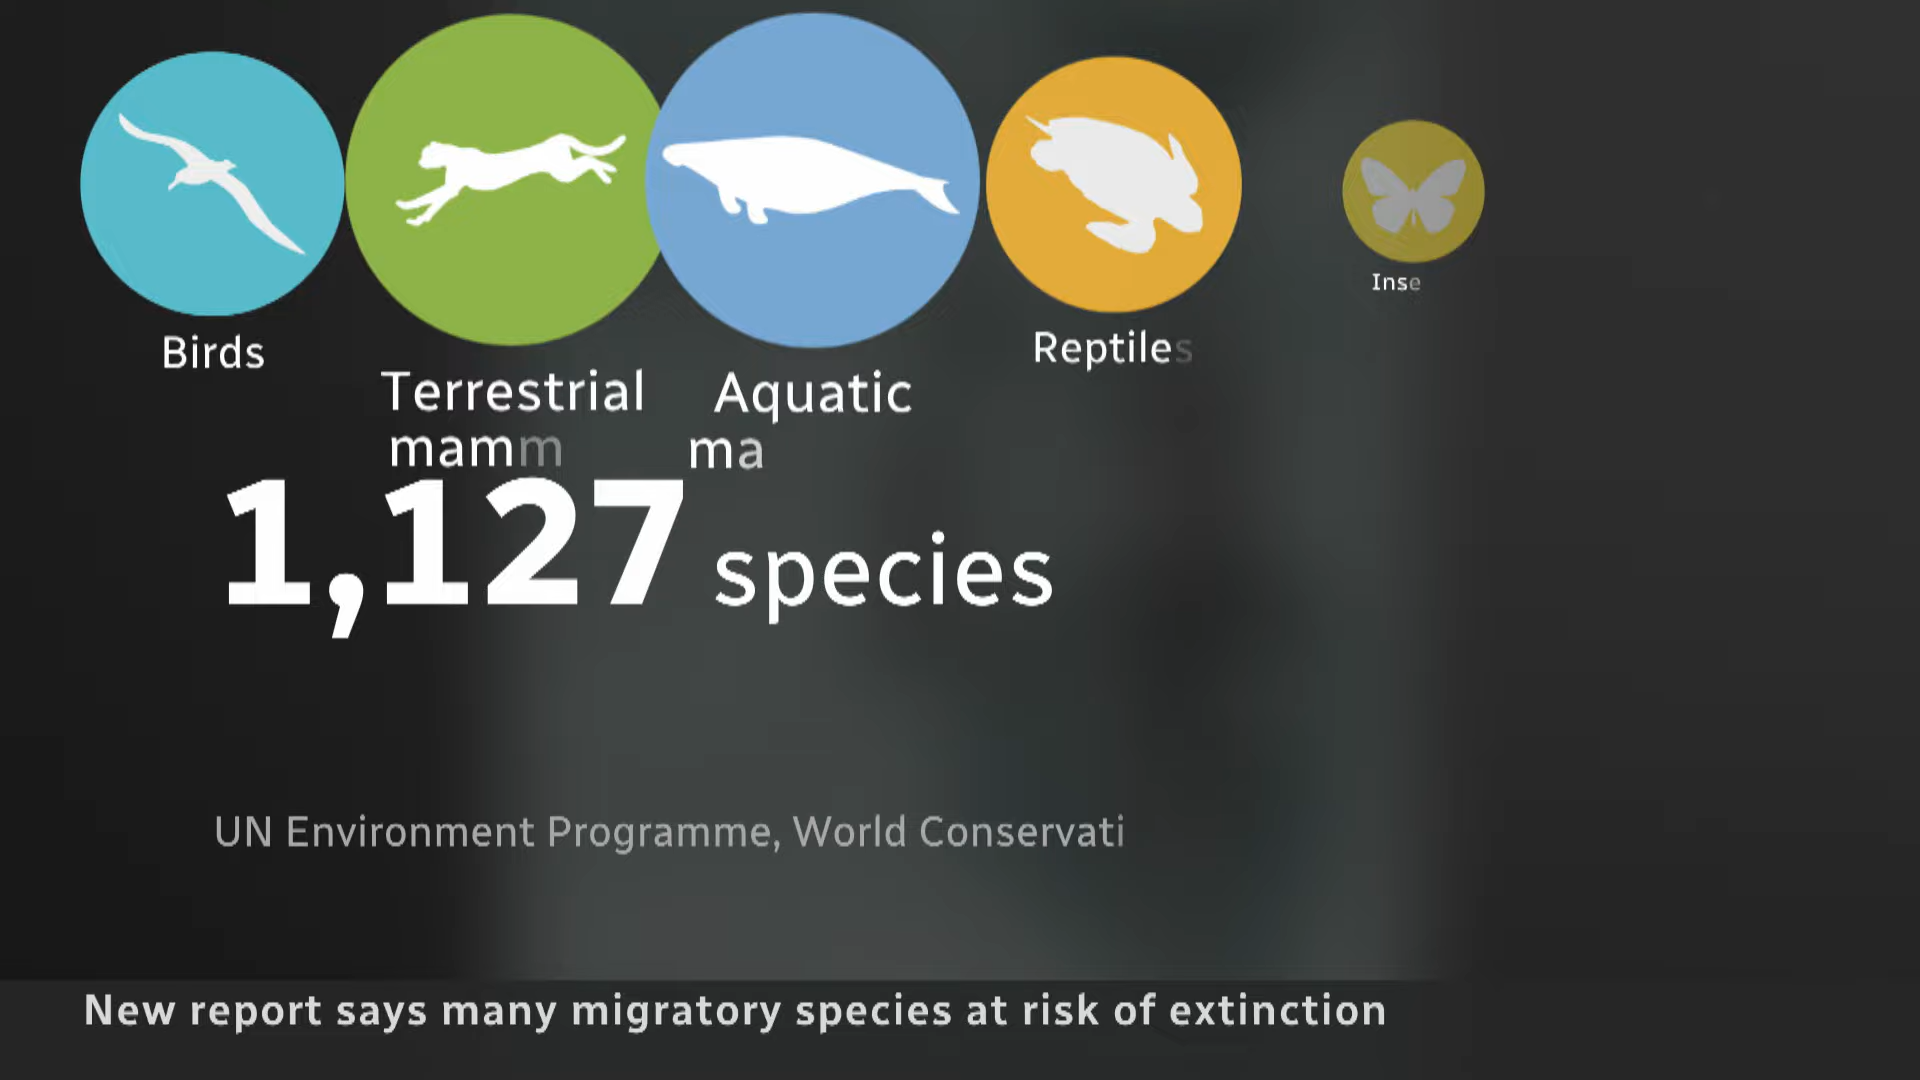 Birds
Terrestrial
mamm
Aquatic
ma
Reptiles
Inse
1,127 species
UN Environment Programme, World Conservati
New report says many migratory species at risk of extinction